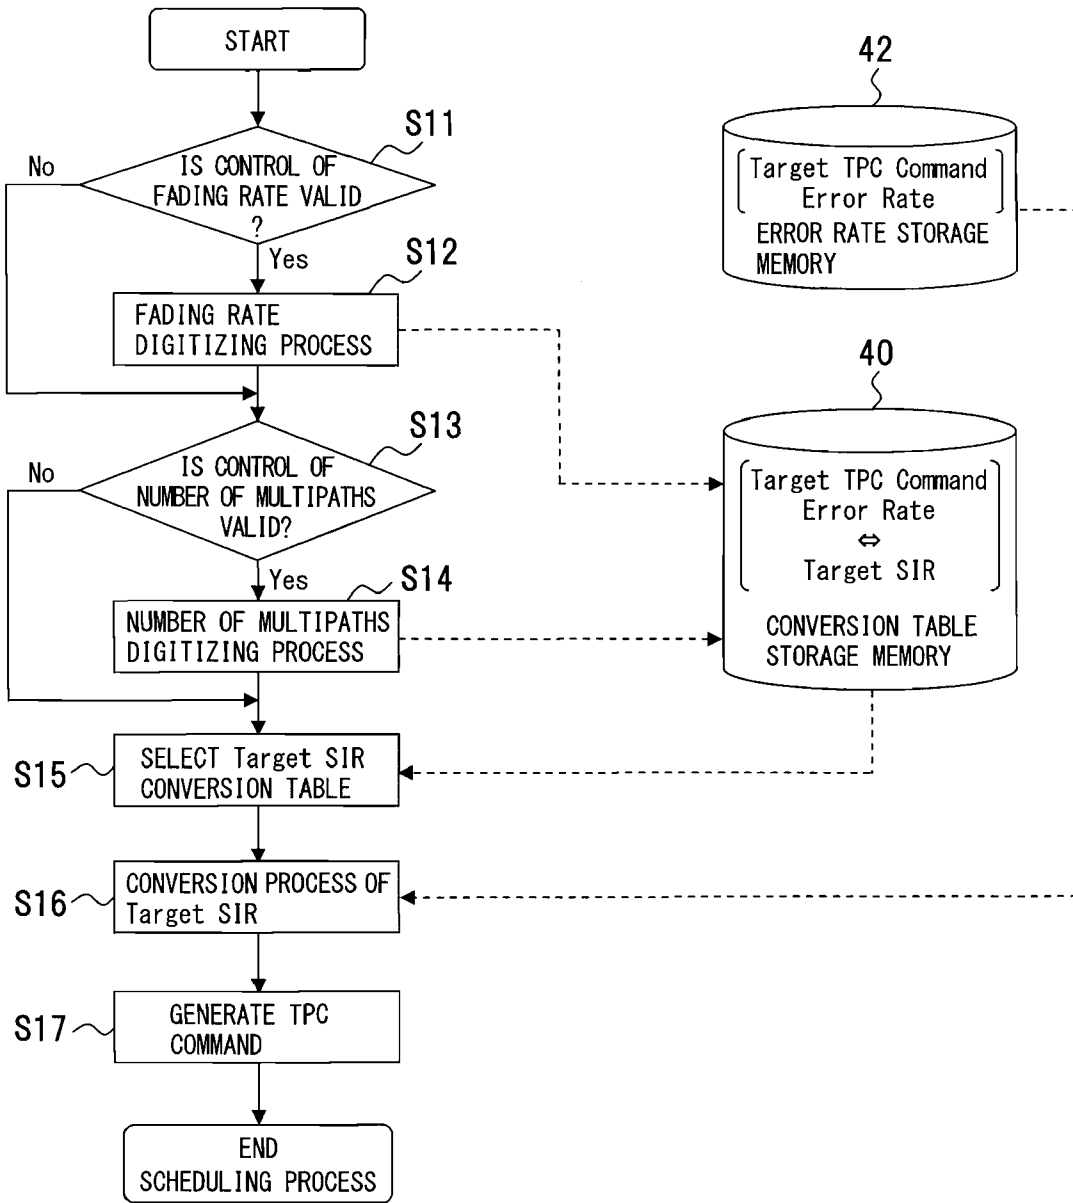 START
S11
No
IS CONTROL OF
FADING RATE VALID
?
Yes
S12
FADING RATE
DIGITIZING PROCESS
S13
No
IS CONTROL OF
NUMBER OF MULTIPATHS
VALID?
Yes
S14
NUMBER OF MULTIPATHS
DIGITIZING PROCESS
S15
SELECT Target SIR
CONVERSION TABLE
S16
CONVERSION PROCESS OF
Target SIR
S17
GENERATE TPC
COMMAND
END
SCHEDULING PROCESS
42
Target TPC Command
Error Rate
ERROR RATE STORAGE
MEMORY
40
Target TPC Command
Error Rate
⇔
Target SIR
CONVERSION TABLE
STORAGE MEMORY